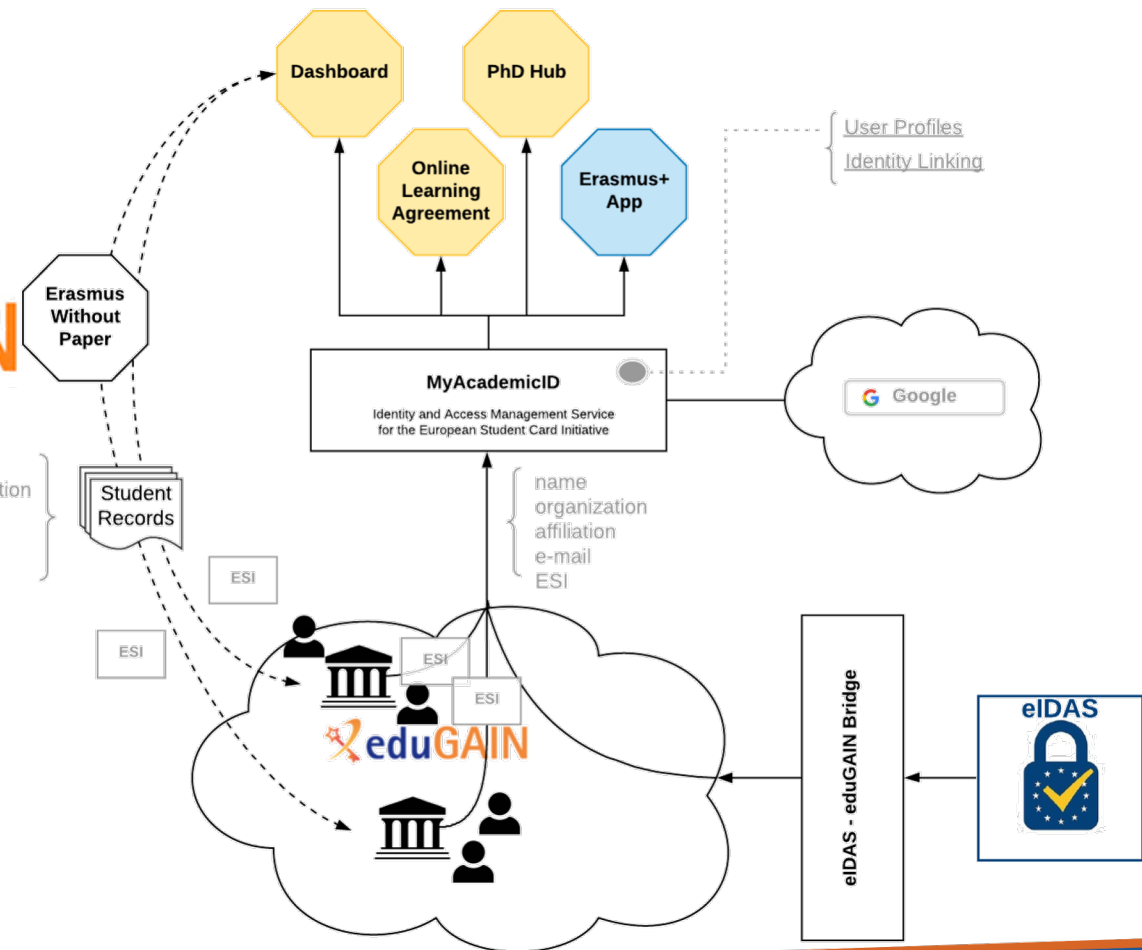 Dashboard
PhD Hub
Online
Learning
Agreement
Erasmus+
App
User Profiles
Identity Linking
Erasmus
Without
Paper
N
MyAcademicID
Identity and Access Management Service
for the European Student Card Initiative
Google
tion
Student
Records
name
organization
affiliation
e-mail
ESI
ESI
ESI
ESI
ESI
eduGAIN
eIDAS - eduGAIN Bridge
eIDAS